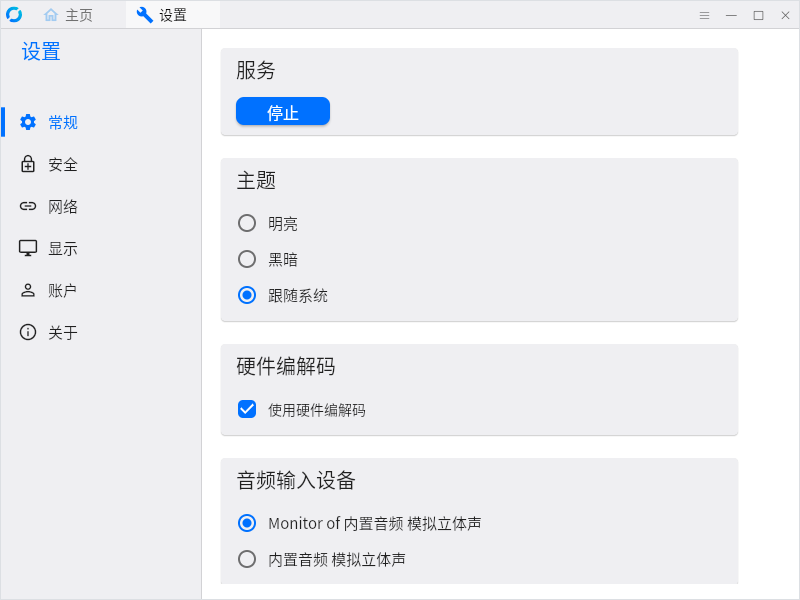 主页
设置
设置
常规
安全
网络
显示
账户
关于
服务
停止
主题
明亮
黑暗
跟随系统
硬件编解码
使用硬件编解码
音频输入设备
Monitor of 内置音频 模拟立体声
内置音频 模拟立体声